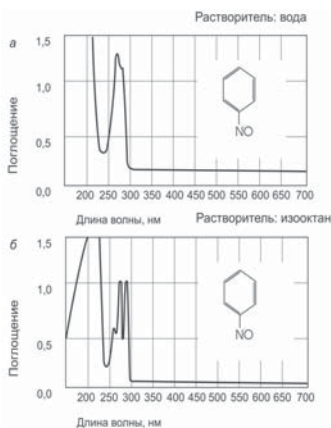 Растворитель: вода
а
1,5
1,0
0,5
0,0
Поглощение
NO
200 250 300 350 400 450 500 550 600 650 700
Длина волны, нм
Растворитель: изооктан
б
1,5
1,0
0,5
0,0
Поглощение
NO
200 250 300 350 400 450 500 550 600 650 700
Длина волны, нм